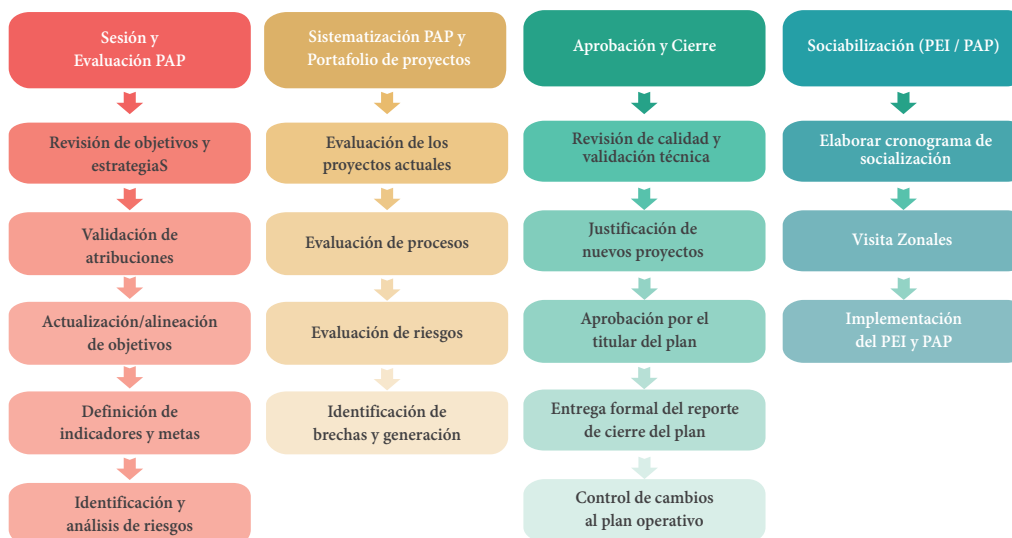 Sesión y
Evaluación PAP
Revisión de objetivos y
estrategiaS
Validación de
atribuciones
Actualización/alineación
de objetivos
Definición de
indicadores y metas
Identificación y
análisis de riesgos
Sistematización PAP y
Portafolio de proyectos
Evaluación de los
proyectos actuales
Evaluación de procesos
Evaluación de riesgos
Identificación de
brechas y generación
Aprobación y Cierre
Revisión de calidad y
validación técnica
Justificación de
nuevos proyectos
Aprobación por el
titular del plan
Entrega formal del reporte
de cierre del plan
Control de cambios
al plan operativo
Sociabilización (PEI / PAP)
Elaborar cronograma de
socialización
Visita Zonales
Implementación
del PEI y PAP